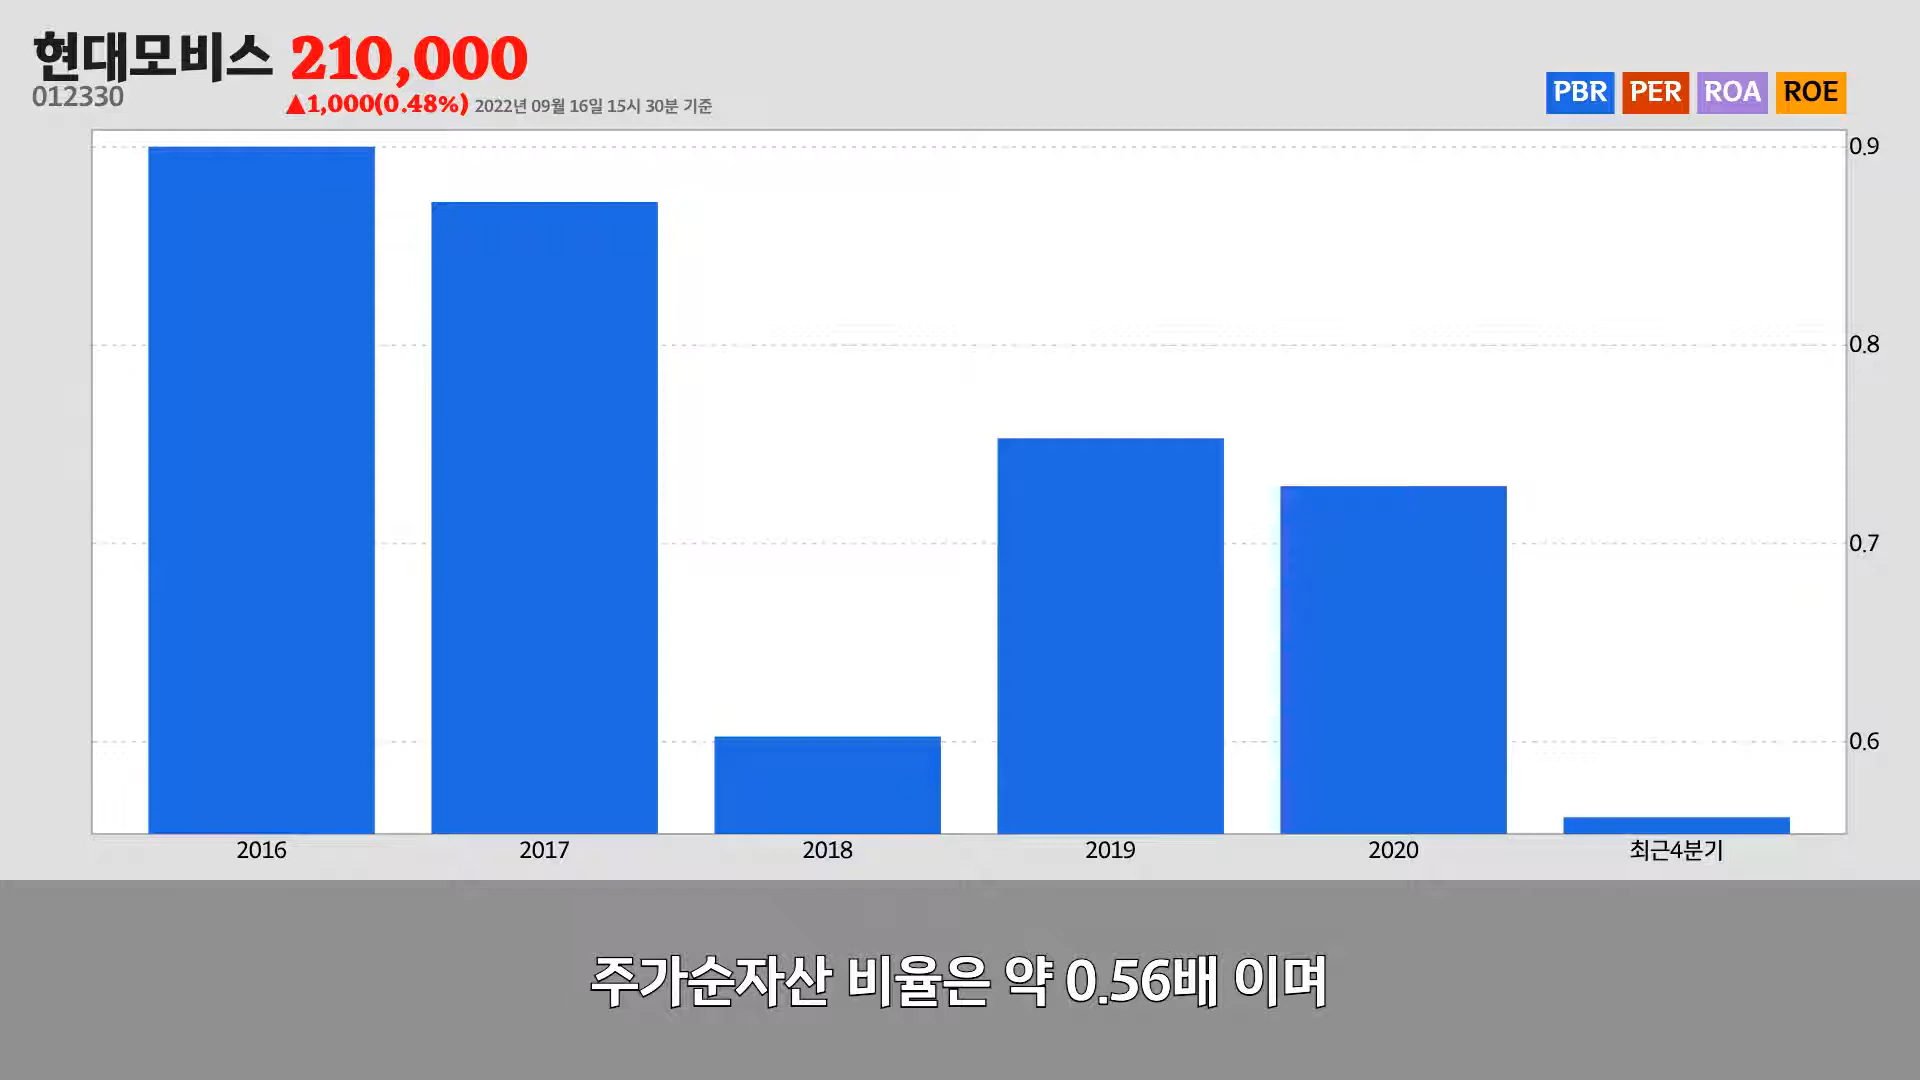 현대모비스 210,000
012330
▲1,000(0.48%) 2022년 09월 16일 15시 30분 기준
PBR PER ROA ROE
0.9
0.8
0.7
0.6
2016 2017 2018 2019 2020 최근4분기
주가순자산 비율은 약 0.56배 이며